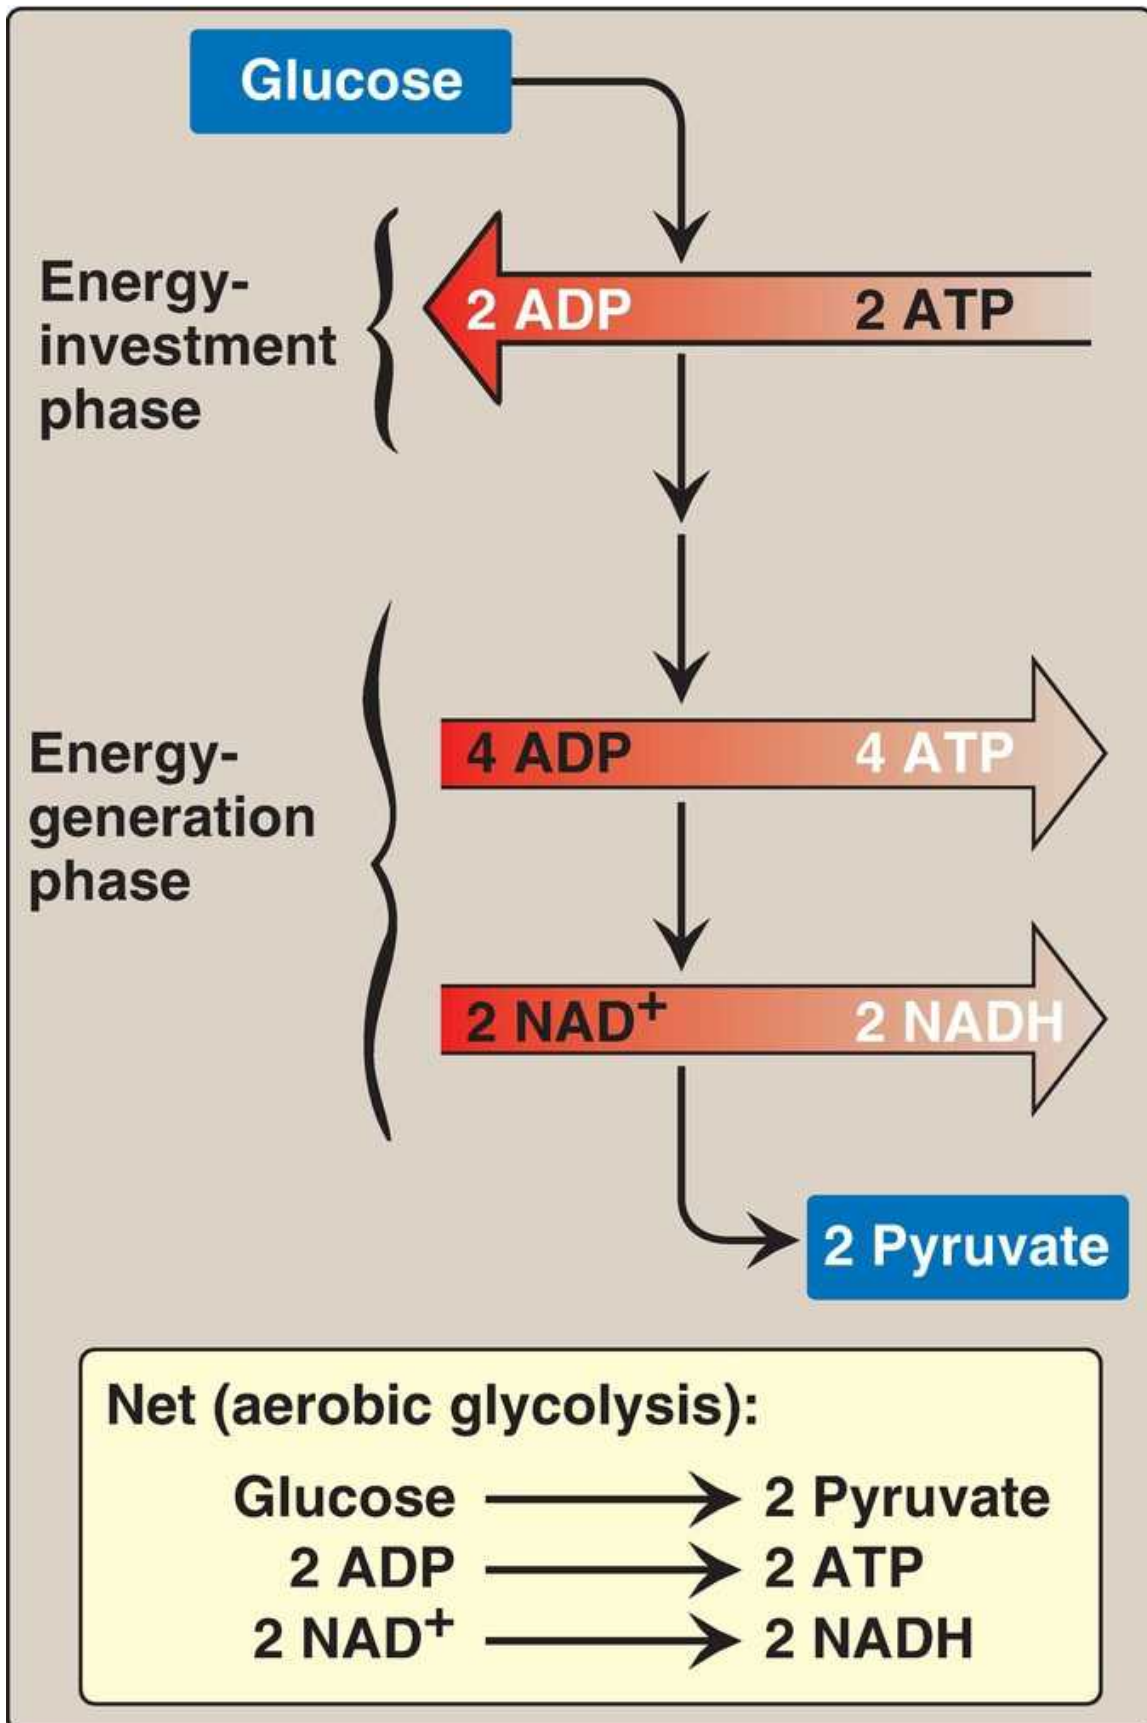 Glucose
Energy-
investment
phase
2 ADP 2 ATP
Energy-
generation
phase
4 ADP 4 ATP
2 NAD+ 2 NADH
2 Pyruvate
Net (aerobic glycolysis):
Glucose 2 Pyruvate
2 ADP 2 ATP
2 NAD+ 2 NADH